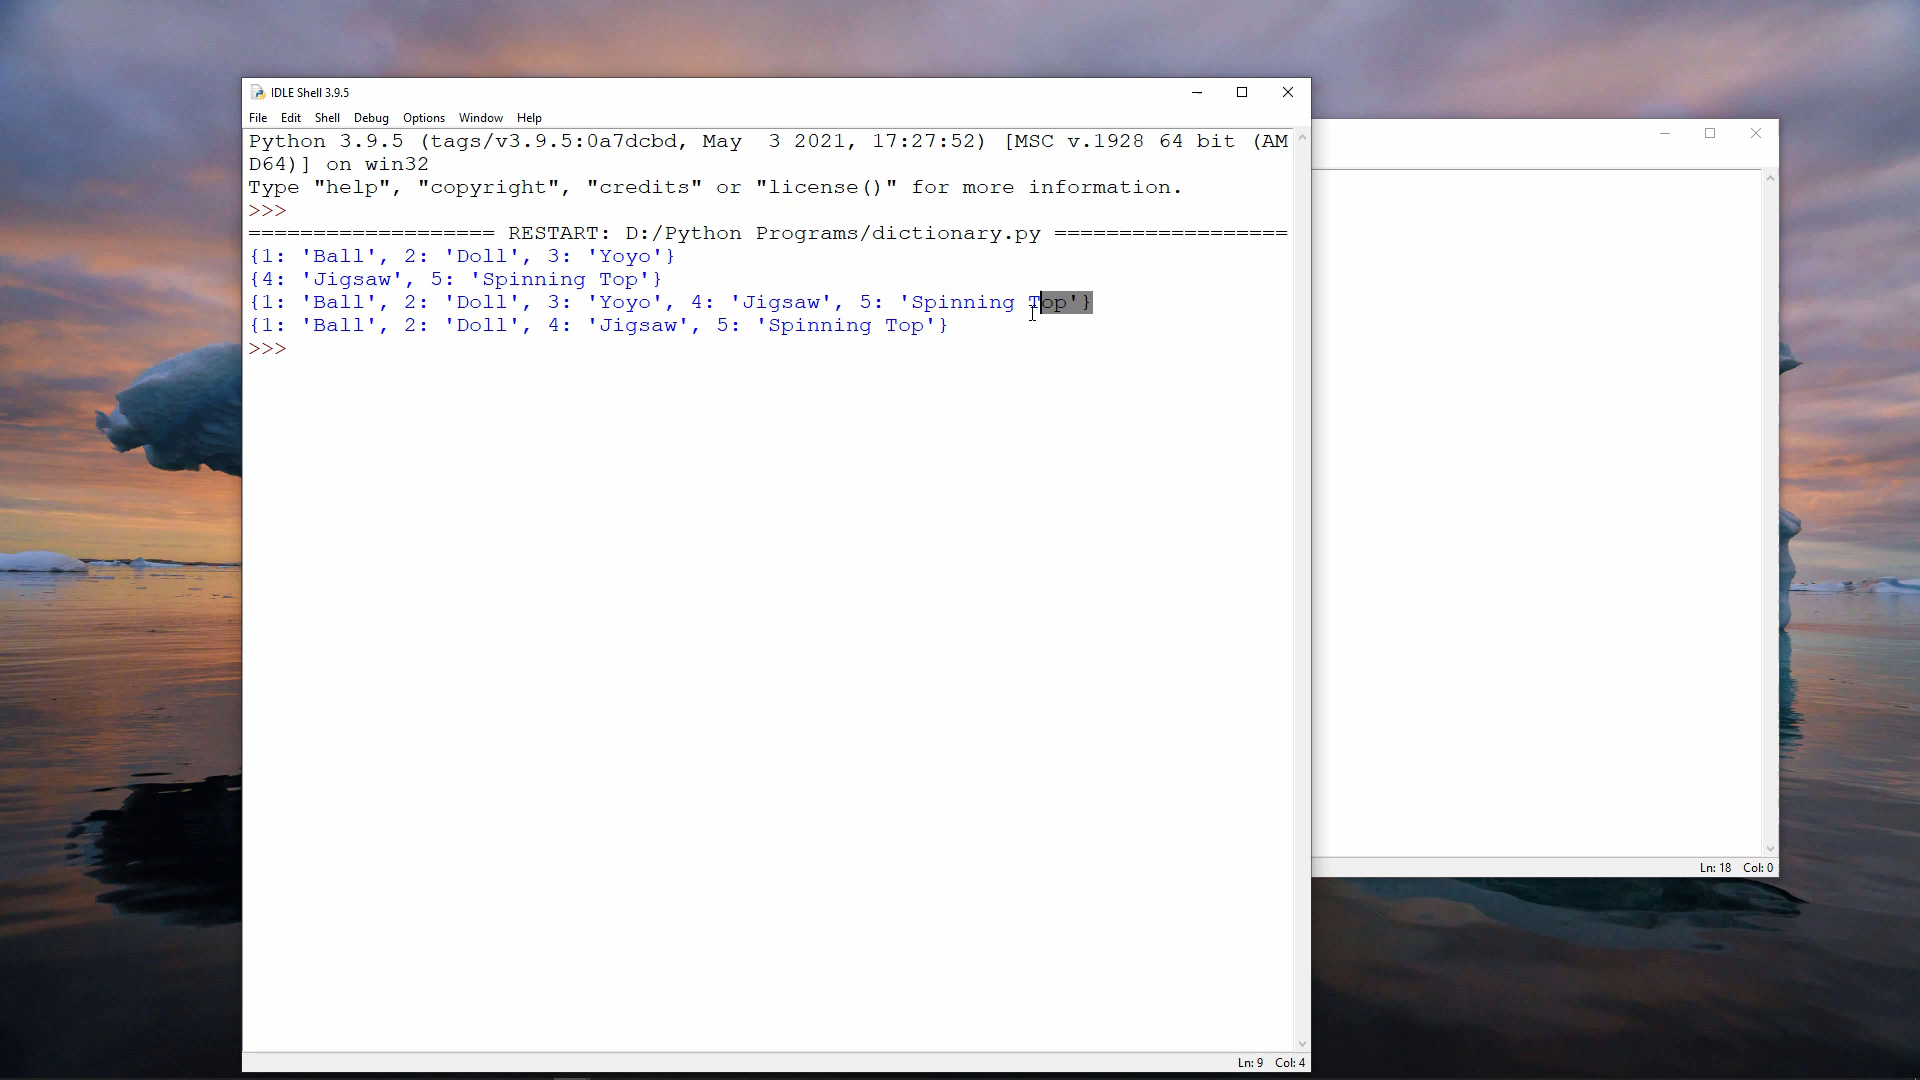 IDLE Shell 3.9.5
File Edit Shell Debug Options Window Help
Python 3.9.5 (tags/v3.9.5:0a7dcbd, May  3 2021, 17:27:52) [MSC v.1928 64 bit (AM
D64)] on win32
Type "help", "copyright", "credits" or "license()" for more information.
>>>
=================== RESTART: D:/Python Programs/dictionary.py ==================
{1: 'Ball', 2: 'Doll', 3: 'Yoyo'}
{4: 'Jigsaw', 5: 'Spinning Top'}
{1: 'Ball', 2: 'Doll', 3: 'Yoyo', 4: 'Jigsaw', 5: 'Spinning Top'}
{1: 'Ball', 2: 'Doll', 4: 'Jigsaw', 5: 'Spinning Top'}
>>>
Ln: 18 Col: 0
Ln: 9 Col: 4